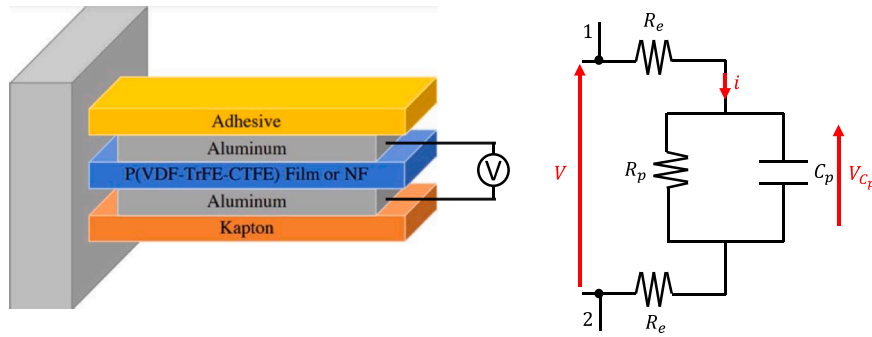 Adhesive
Aluminum
P(VDF-TrFE-CTFE) Film or NF
Aluminum
Kapton
V
1
R_e
i
V
R_p
C_p
V_{C_p}
2
R_e